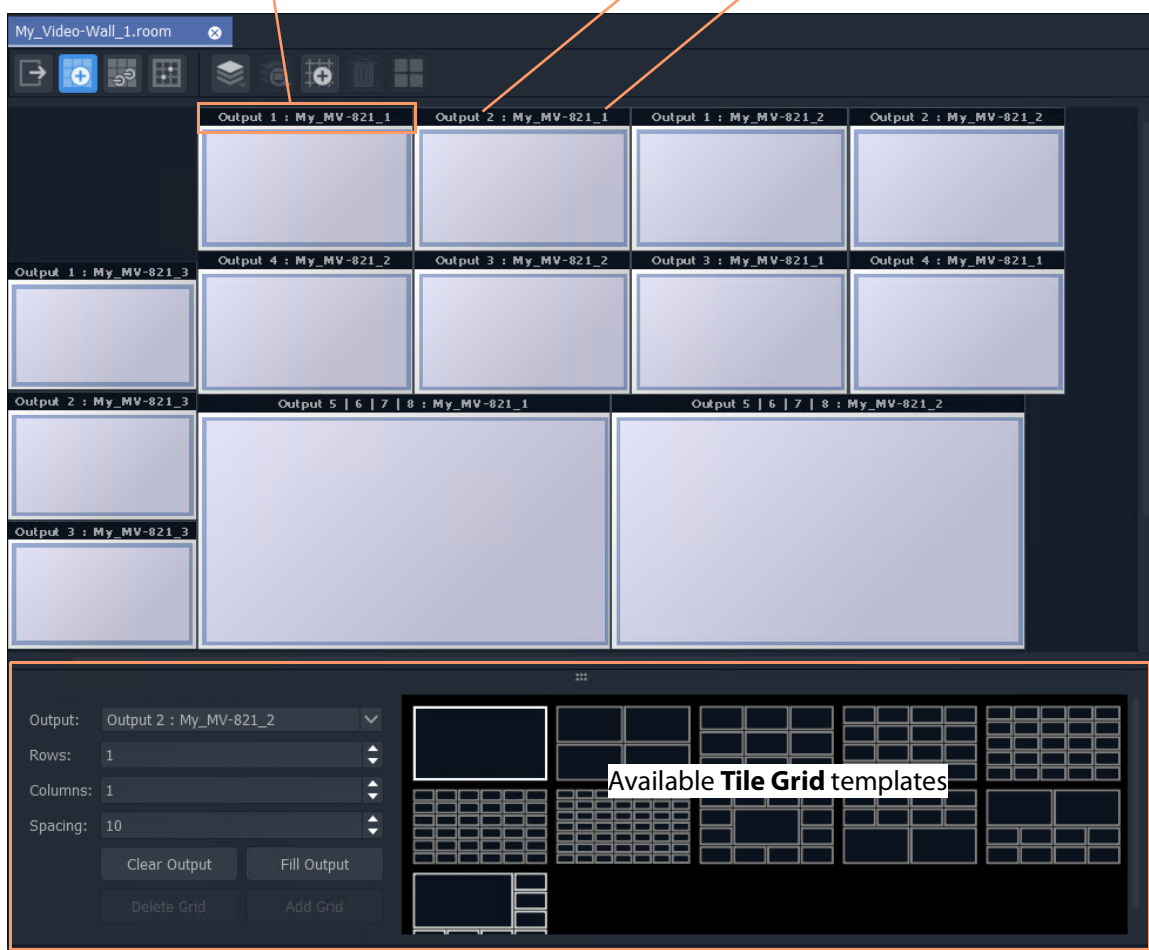 My_Video-Wall_1.room
Output 1 : My_MV-821_1
Output 2 : My_MV-821_1
Output 1 : My_MV-821_2
Output 2 : My_MV-821_2
Output 4 : My_MV-821_2
Output 3 : My_MV-821_2
Output 3 : My_MV-821_1
Output 4 : My_MV-821_1
Output 1 : My_MV-821_3
Output 2 : My_MV-821_3
Output 5 | 6 | 7 | 8 : My_MV-821_1
Output 5 | 6 | 7 | 8 : My_MV-821_2
Output 3 : My_MV-821_3
Output: Output 2 : My_MV-821_2
Rows: 1
Columns: 1
Spacing: 10
Clear Output Fill Output
Delete Grid Add Grid
Available Tile Grid templates